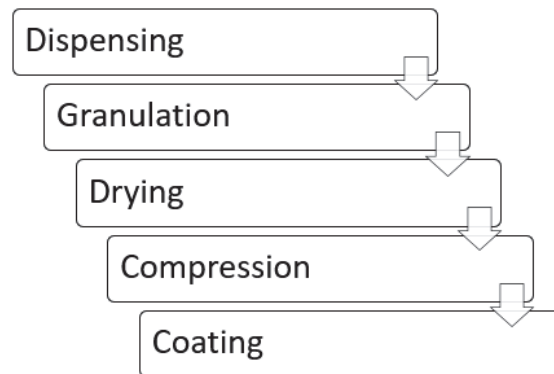 Dispensing
Granulation
Drying
Compression
Coating